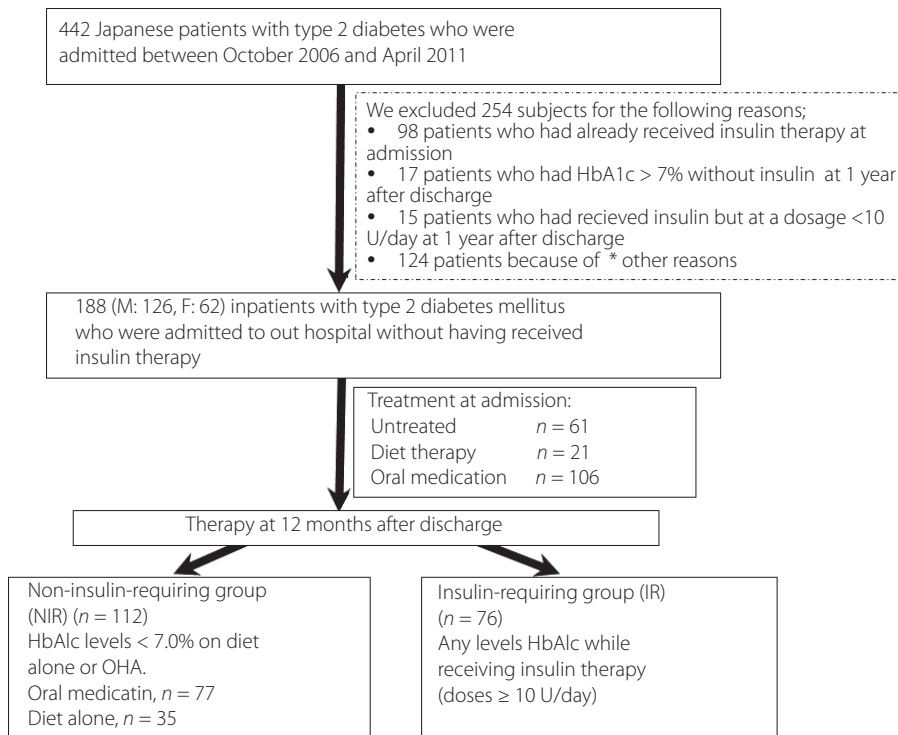 442 Japanese patients with type 2 diabetes who were
admitted between October 2006 and April 2011
We excluded 254 subjects for the following reasons;
• 98 patients who had already received insulin therapy at
admission
• 17 patients who had HbA1c > 7% without insulin at 1 year
after discharge
• 15 patients who had recieved insulin but at a dosage <10
U/day at 1 year after discharge
• 124 patients because of * other reasons
188 (M: 126, F: 62) inpatients with type 2 diabetes mellitus
who were admitted to out hospital without having received
insulin therapy
Treatment at admission:
Untreated n = 61
Diet therapy n = 21
Oral medication n = 106
Therapy at 12 months after discharge
Non-insulin-requiring group
(NIR) (n = 112)
HbAlc levels < 7.0% on diet
alone or OHA.
Oral medicatin, n = 77
Diet alone, n = 35
Insulin-requiring group (IR)
(n = 76)
Any levels HbAlc while
receiving insulin therapy
(doses ≥ 10 U/day)